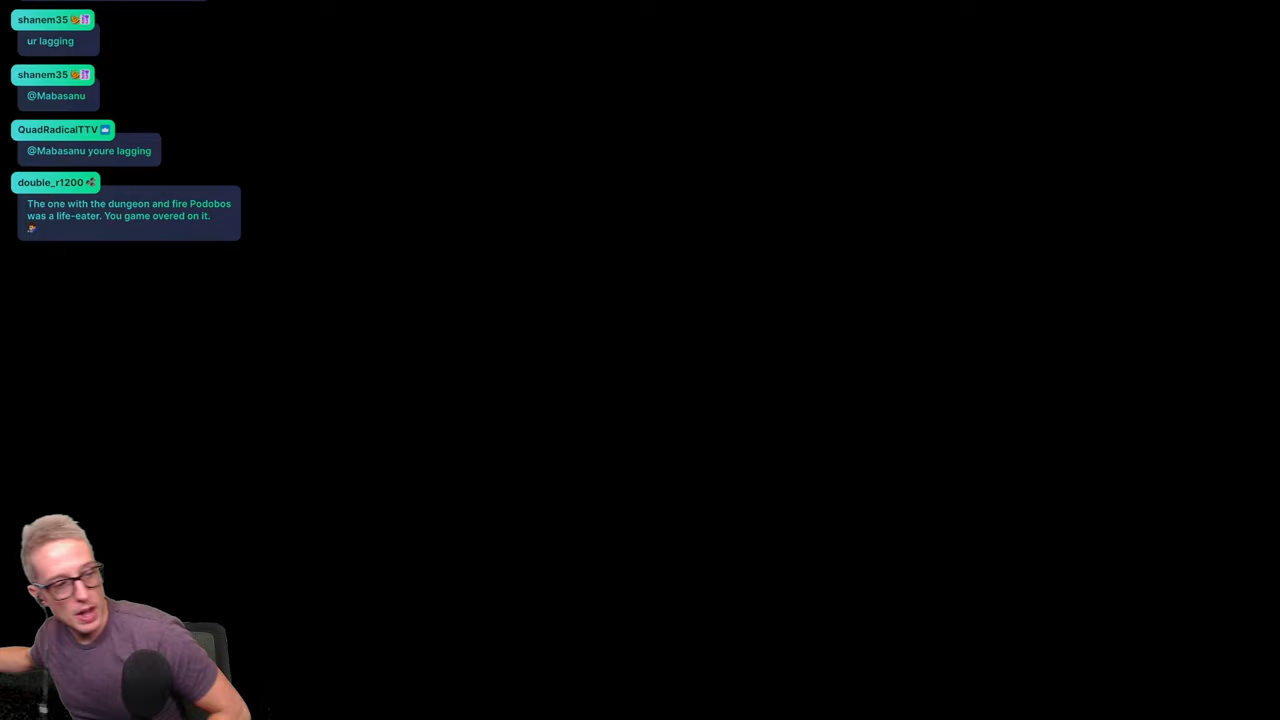 shanem35
ur lagging
shanem35
@Mabasanu
QuadRadicalTTV
@Mabasanu youre lagging
double_r1200
The one with the dungeon and fire Podobos
was a life-eater. You game overed on it.